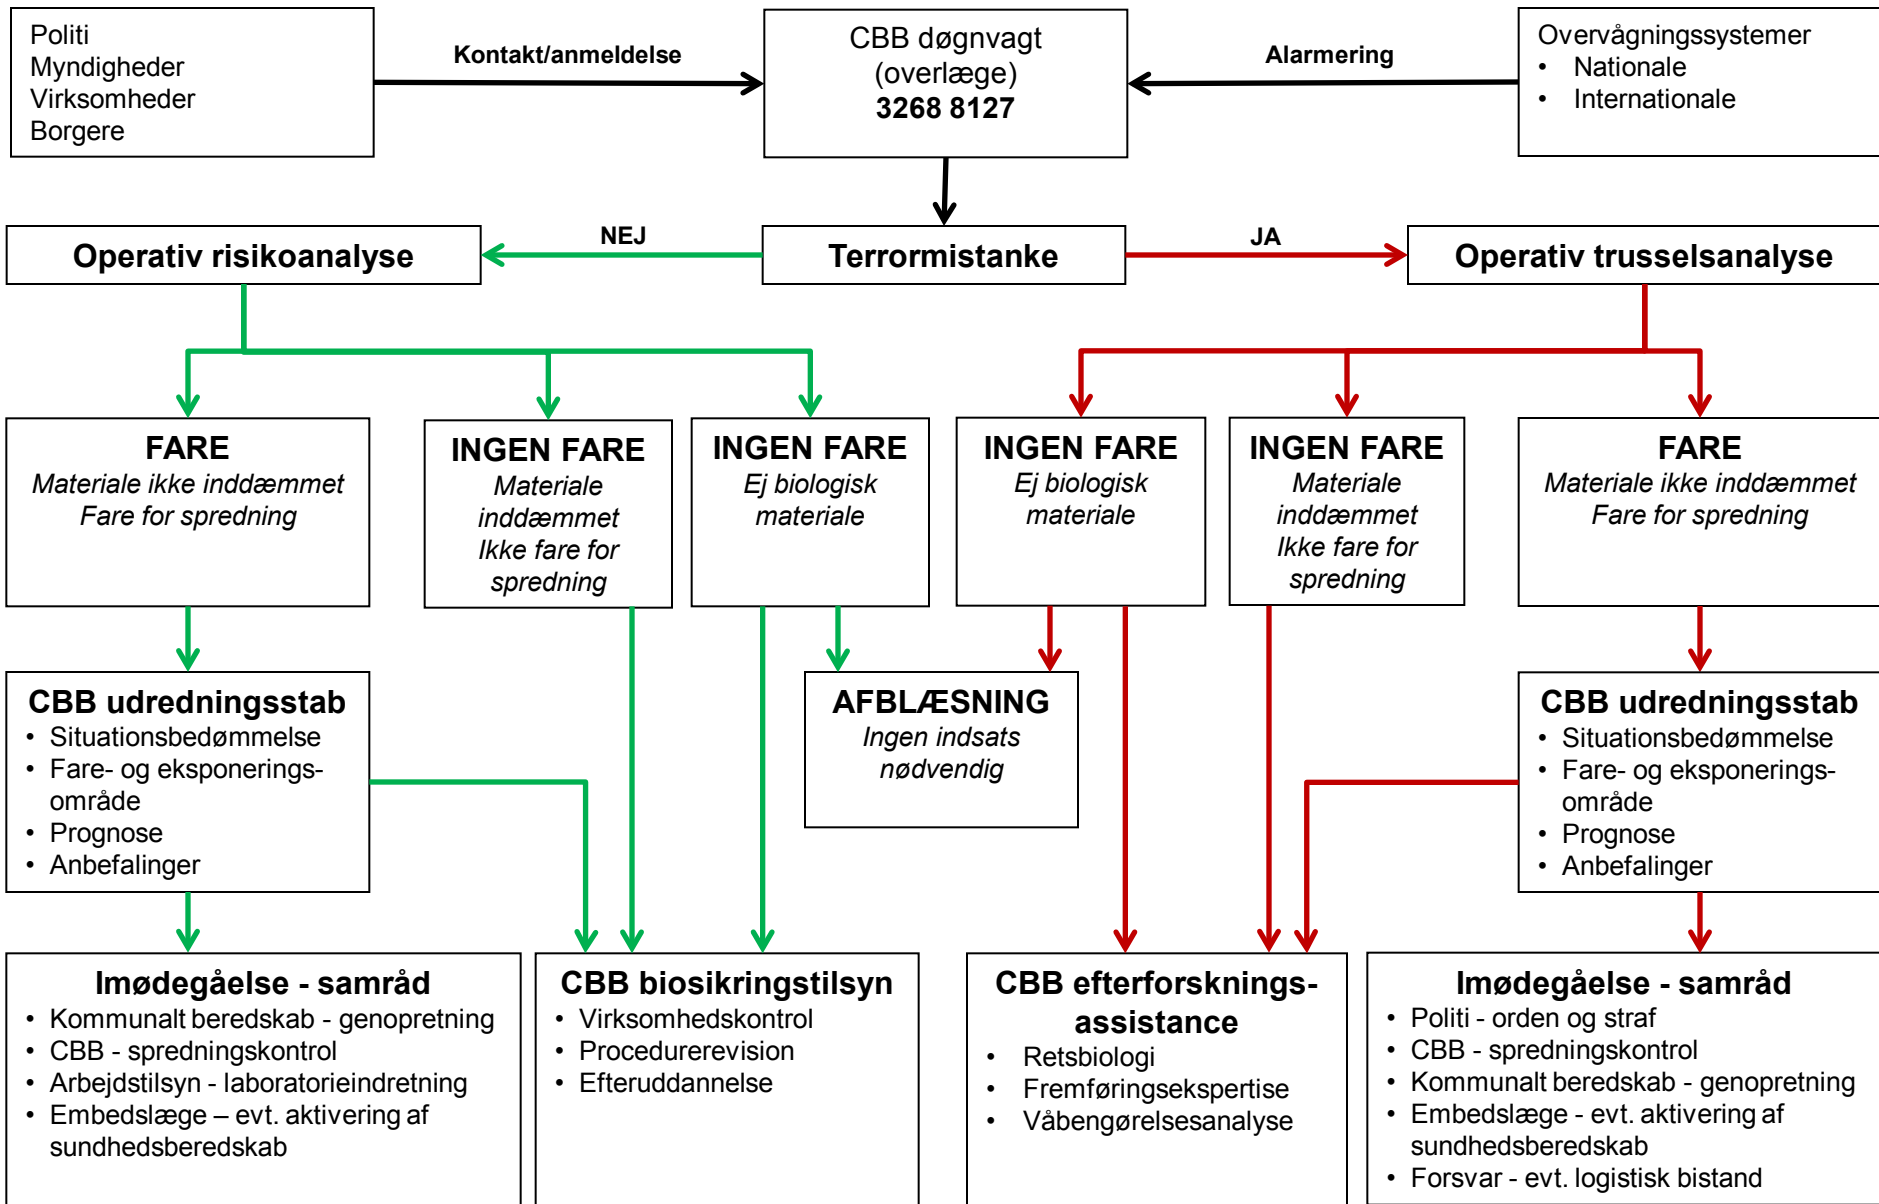 Politi
Myndigheder
Virksomheder
Borgere
Kontakt/anmeldelse
CBB døgnvagt
(overlæge)
3268 8127
Alarmering
Overvågningssystemer
• Nationale
• Internationale
Operativ risikoanalyse
NEJ
Terrormistanke
JA
Operativ trusselsanalyse
FARE
Materiale ikke inddæmmet
Fare for spredning
INGEN FARE
Materiale
inddæmmet
Ikke fare for
spredning
INGEN FARE
Ej biologisk
materiale
INGEN FARE
Ej biologisk
materiale
INGEN FARE
Materiale
inddæmmet
Ikke fare for
spredning
FARE
Materiale ikke inddæmmet
Fare for spredning
CBB udredningsstab
• Situationsbedømmelse
• Fare- og eksponerings-
område
• Prognose
• Anbefalinger
AFBLÆSNING
Ingen indsats
nødvendig
CBB udredningsstab
• Situationsbedømmelse
• Fare- og eksponerings-
område
• Prognose
• Anbefalinger
Imødegåelse - samråd
• Kommunalt beredskab - genopretning
• CBB - spredningskontrol
• Arbejdstilsyn - laboratorieindretning
• Embedslæge – evt. aktivering af
sundhedsberedskab
CBB biosikringstilsyn
• Virksomhedskontrol
• Procedurerevision
• Efteruddannelse
CBB efterforsknings-
assistance
• Retsbiologi
• Fremføringsekspertise
• Våbengørelsesanalyse
Imødegåelse - samråd
• Politi - orden og straf
• CBB - spredningskontrol
• Kommunalt beredskab - genopretning
• Embedslæge - evt. aktivering af
sundhedsberedskab
• Forsvar - evt. logistisk bistand